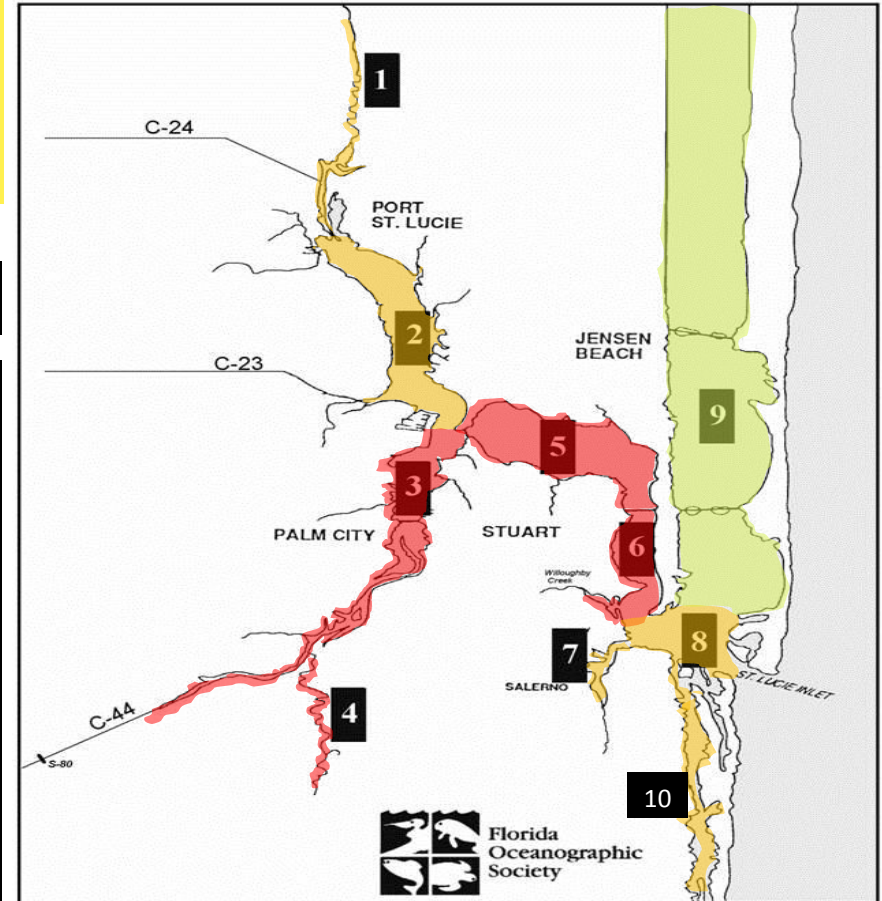 1
C-24
PORT
ST. LUCIE
2
JENSEN
BEACH
C-23
9
5
3
PALM CITY
STUART
6
Willoughby
Creek
7
8
SALERNO
ST. LUCIE INLET
4
C-44
S-80
10
Florida
Oceanographic
Society